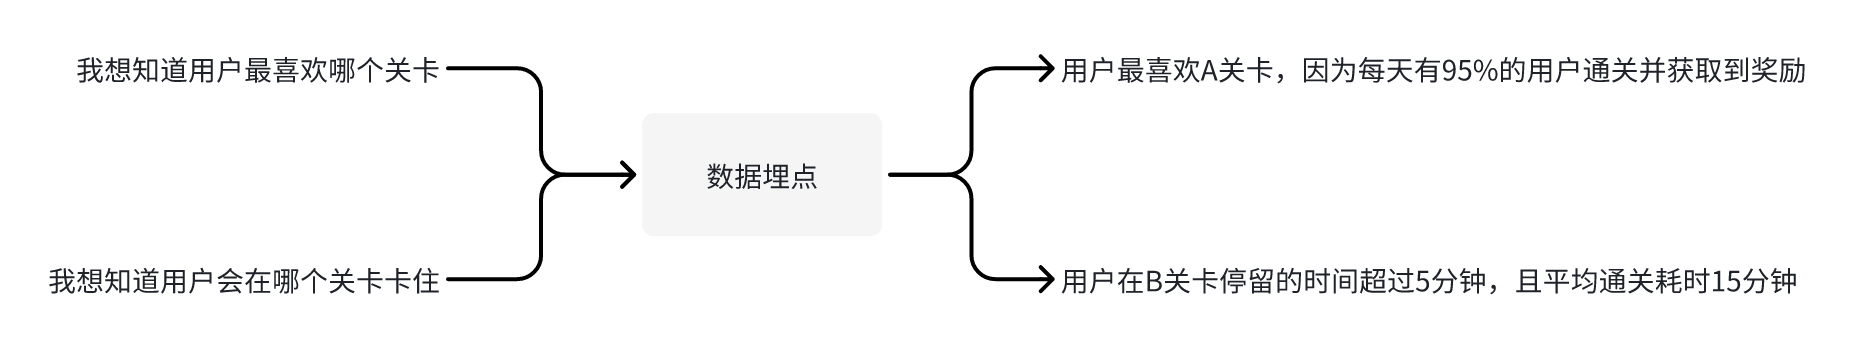 我想知道用户最喜欢哪个关卡
我想知道用户会在哪个关卡卡住
数据埋点
用户最喜欢A关卡，因为每天有95%的用户通关并获取到奖励
用户在B关卡停留的时间超过5分钟，且平均通关耗时15分钟